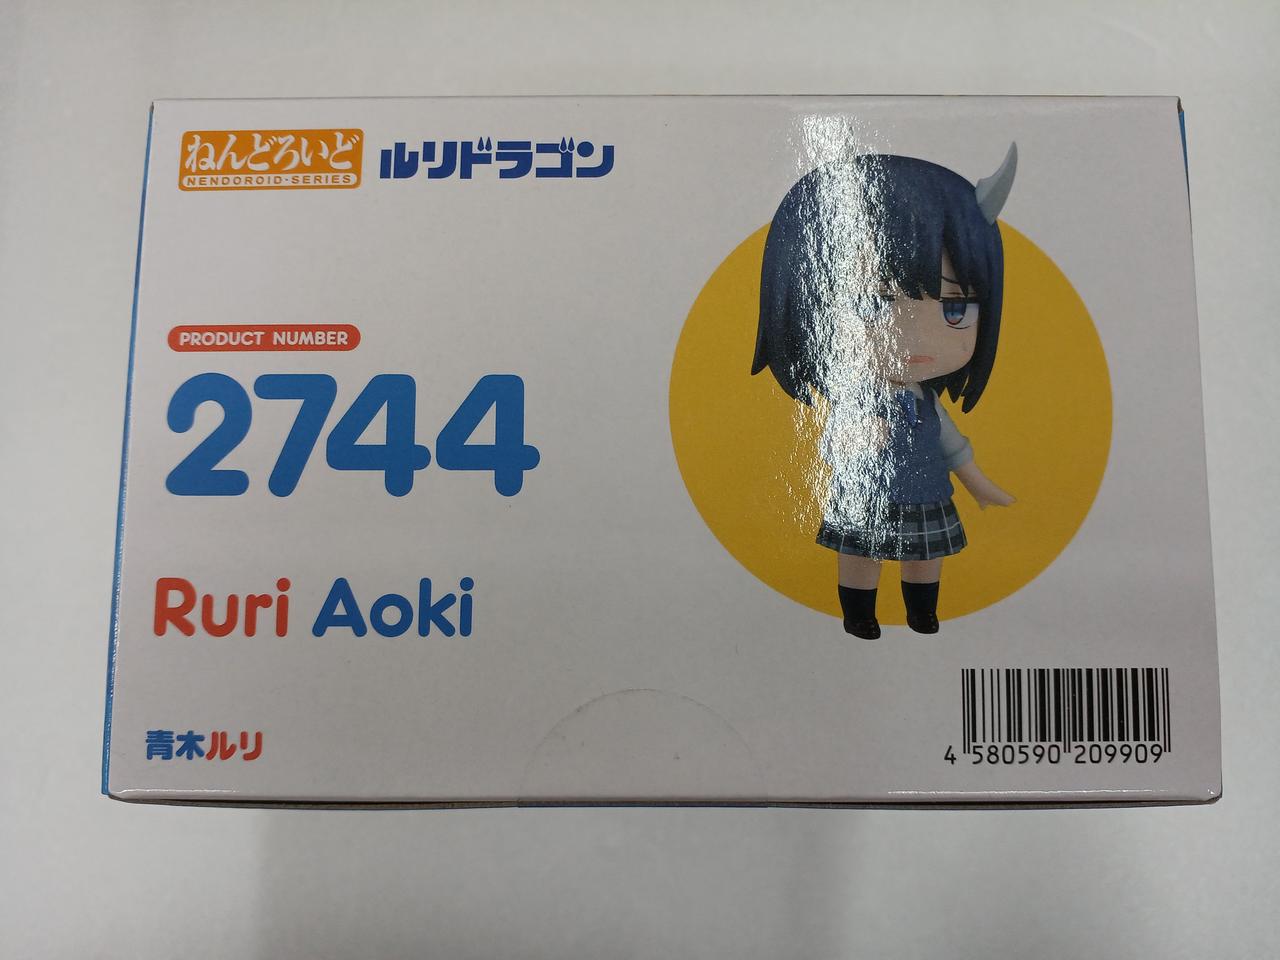 ねんどろいど
NENDOROID·SERIES
ルリドラゴン
PRODUCT NUMBER
2744
Ruri Aoki
青木ルリ
4 580590 209909